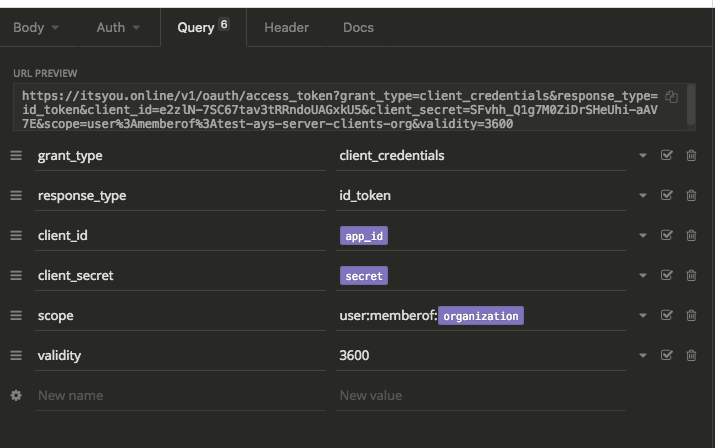 Body Auth Query 6 Header Docs
URL PREVIEW
https://itsyou.online/v1/oauth/access_token?grant_type=client_credentials&response_type=
id_token&client_id=e2zlN-7SC67tav3tRRndoUAGxkU5&client_secret=SFvhh_Q1g7M0ZiDrSHeUhi-aAV
7E&scope=user%3Amemberof%3Atest-ays-server-clients-org&validity=3600
grant_type client_credentials
response_type id_token
client_id app_id
client_secret secret
scope user:memberof:organization
validity 3600
New name New value